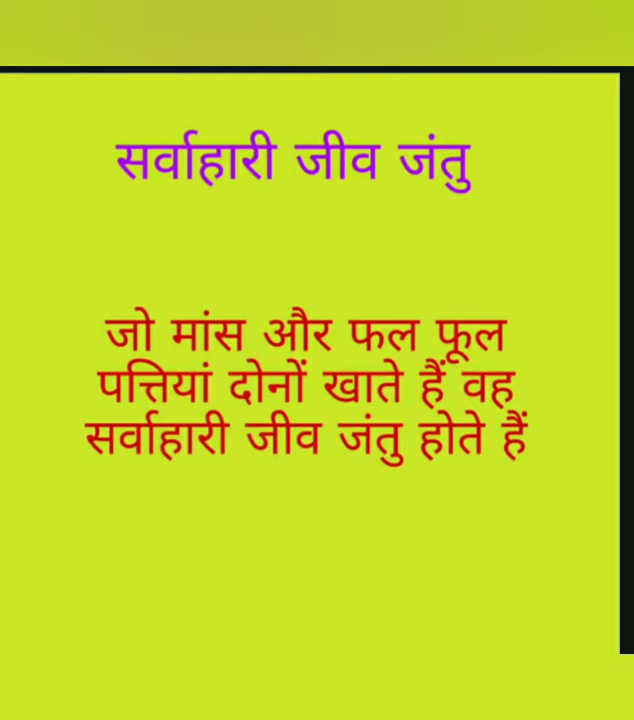 सर्वाहारी जीव जंतु
जो मांस और फल फूल
पत्तियां दोनों खाते हैं वह
सर्वाहारी जीव जंतु होते हैं